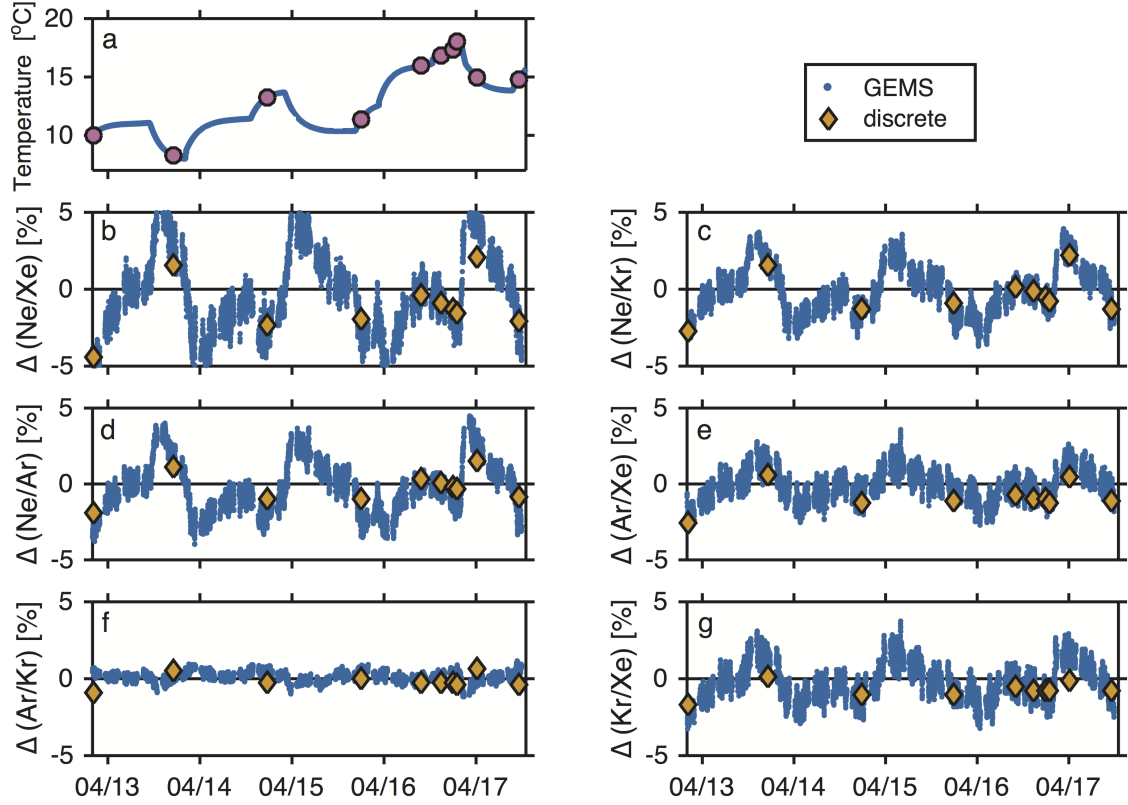 Temperature [°C]
20
15
10
a
GEMS
discrete
Δ (Ne/Xe) [%]
5
0
-5
b
Δ (Ne/Kr) [%]
5
0
-5
c
Δ (Ne/Ar) [%]
5
0
-5
d
Δ (Ar/Xe) [%]
5
0
-5
e
Δ (Ar/Kr) [%]
5
0
-5
f
Δ (Kr/Xe) [%]
5
0
-5
g
04/13 04/14 04/15 04/16 04/17
04/13 04/14 04/15 04/16 04/17